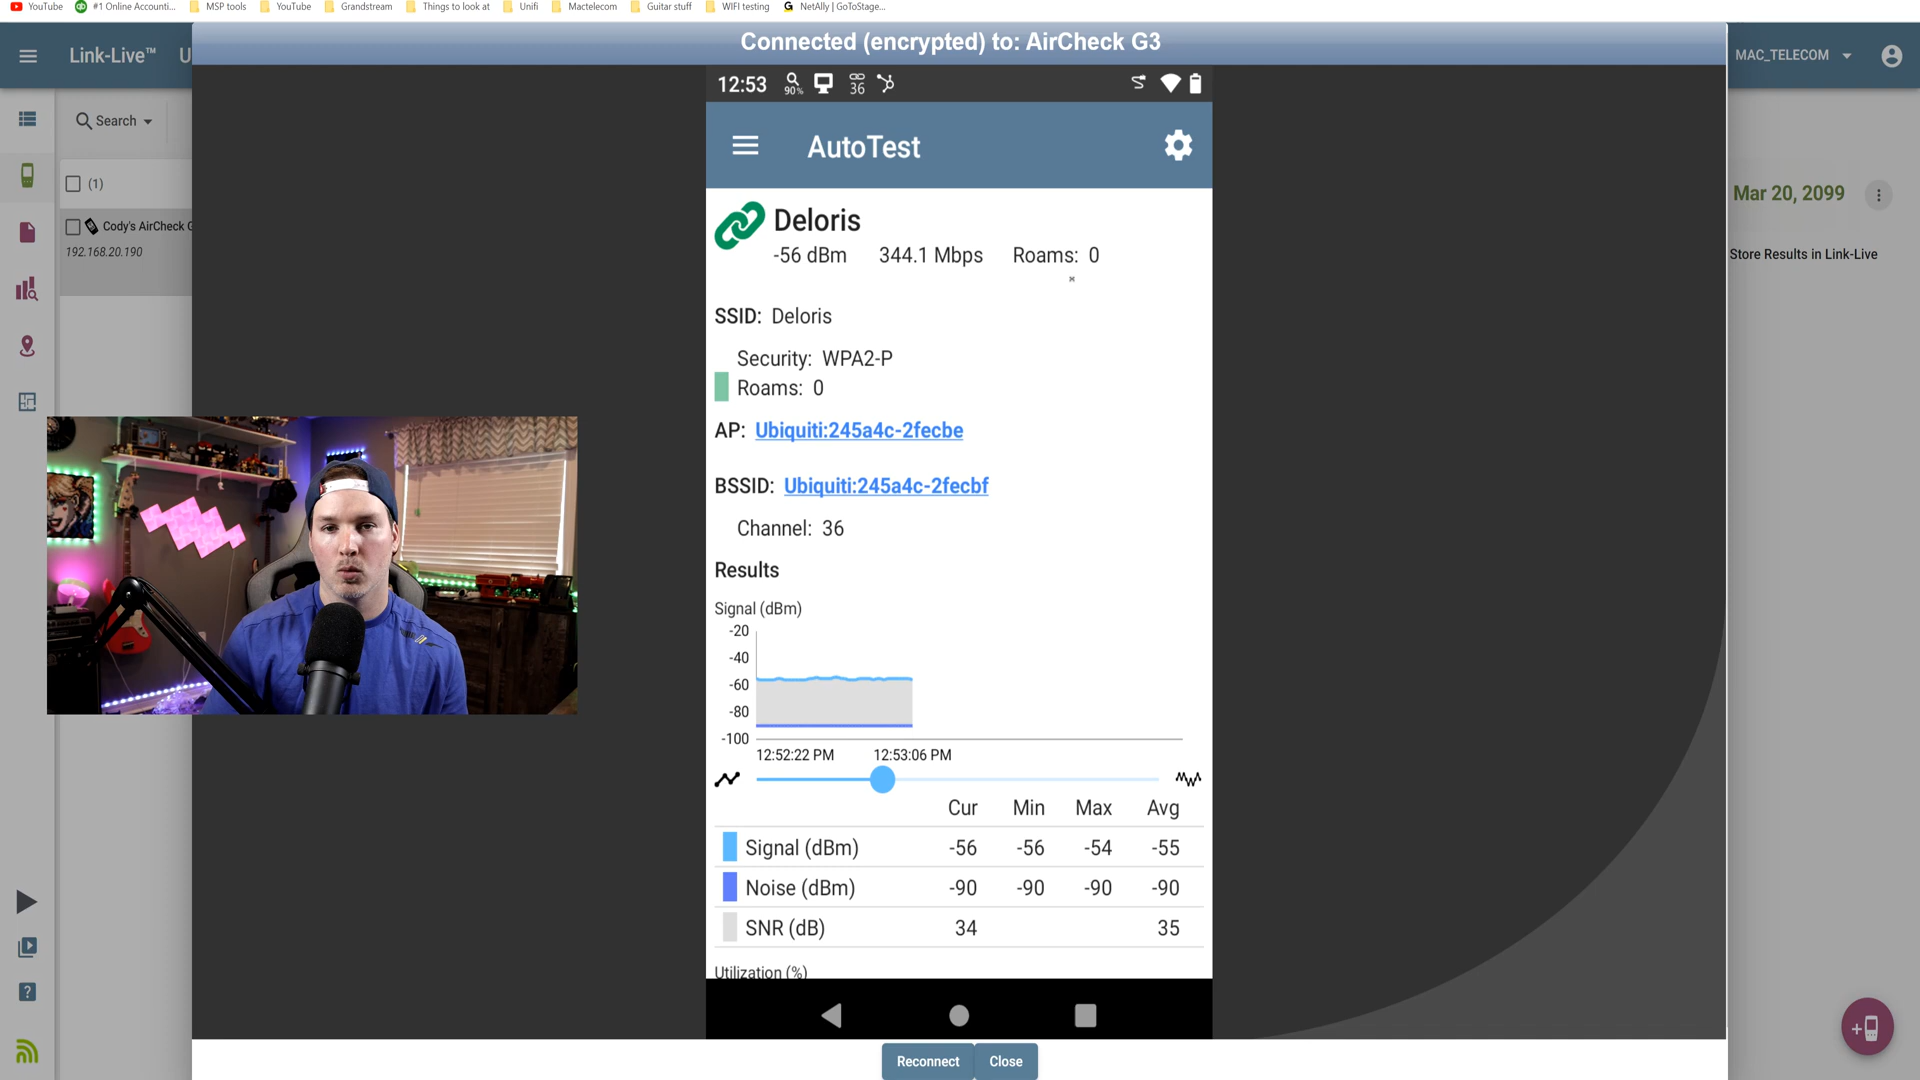 YouTube #1 Online Accounti... MSP tools YouTube Grandstream Things to look at Unifi Mactelecom Guitar stuff WIFI testing NetAlly | GoToStage...
Connected (encrypted) to: AirCheck G3
Link-Live™ U
MAC_TELECOM
12:53 90% 36
Search
AutoTest
(1)
Mar 20, 2099
Cody's AirCheck G
192.168.20.190
Store Results in Link-Live
Deloris
-56 dBm 344.1 Mbps Roams: 0
SSID: Deloris
Security: WPA2-P
Roams: 0
AP: Ubiquiti:245a4c-2fecbe
BSSID: Ubiquiti:245a4c-2fecbf
Channel: 36
Results
Signal (dBm)
-20
-40
-60
-80
-100
12:52:22 PM 12:53:06 PM
Cur Min Max Avg
Signal (dBm) -56 -56 -54 -55
Noise (dBm) -90 -90 -90 -90
SNR (dB) 34 35
Utilization (%)
Reconnect Close